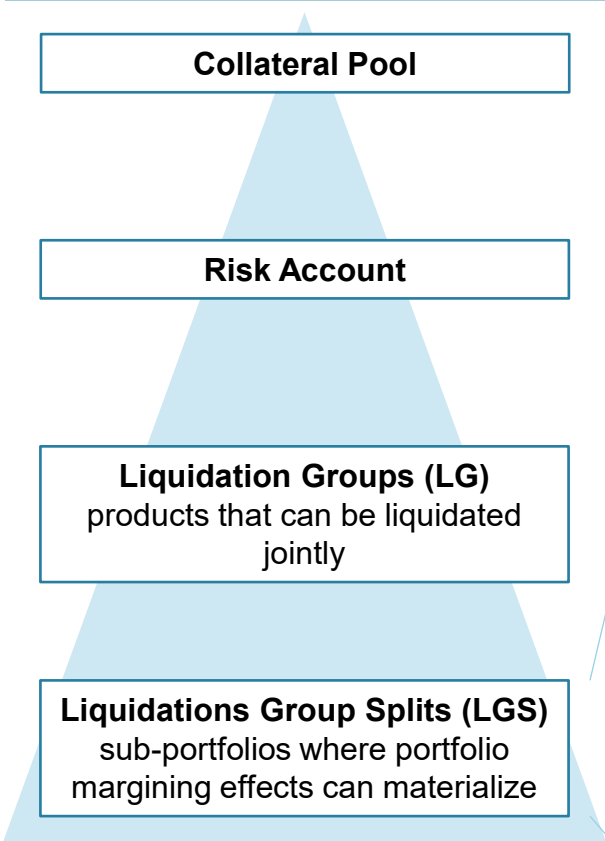 Collateral Pool
Risk Account
Liquidation Groups (LG)
products that can be liquidated
jointly
Liquidations Group Splits (LGS)
sub-portfolios where portfolio
margining effects can materialize